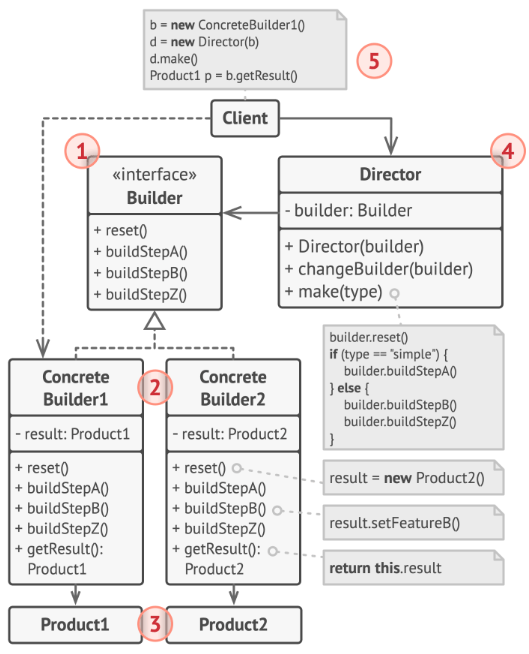 b = new ConcreteBuilder1()
d = new Director(b)
d.make()
Product1 p = b.getResult()
5
Client
1
«interface»
Builder
+ reset()
+ buildStepA()
+ buildStepB()
+ buildStepZ()
4
Director
- builder: Builder
+ Director(builder)
+ changeBuilder(builder)
+ make(type)
builder.reset()
if (type == "simple") {
builder.buildStepA()
} else {
builder.buildStepB()
builder.buildStepZ()
}
2
Concrete
Builder1
- result: Product1
+ reset()
+ buildStepA()
+ buildStepB()
+ buildStepZ()
+ getResult():
Product1
Concrete
Builder2
- result: Product2
+ reset()
+ buildStepA()
+ buildStepB()
+ buildStepZ()
+ getResult():
Product2
result = new Product2()
result.setFeatureB()
return this.result
Product1
3
Product2